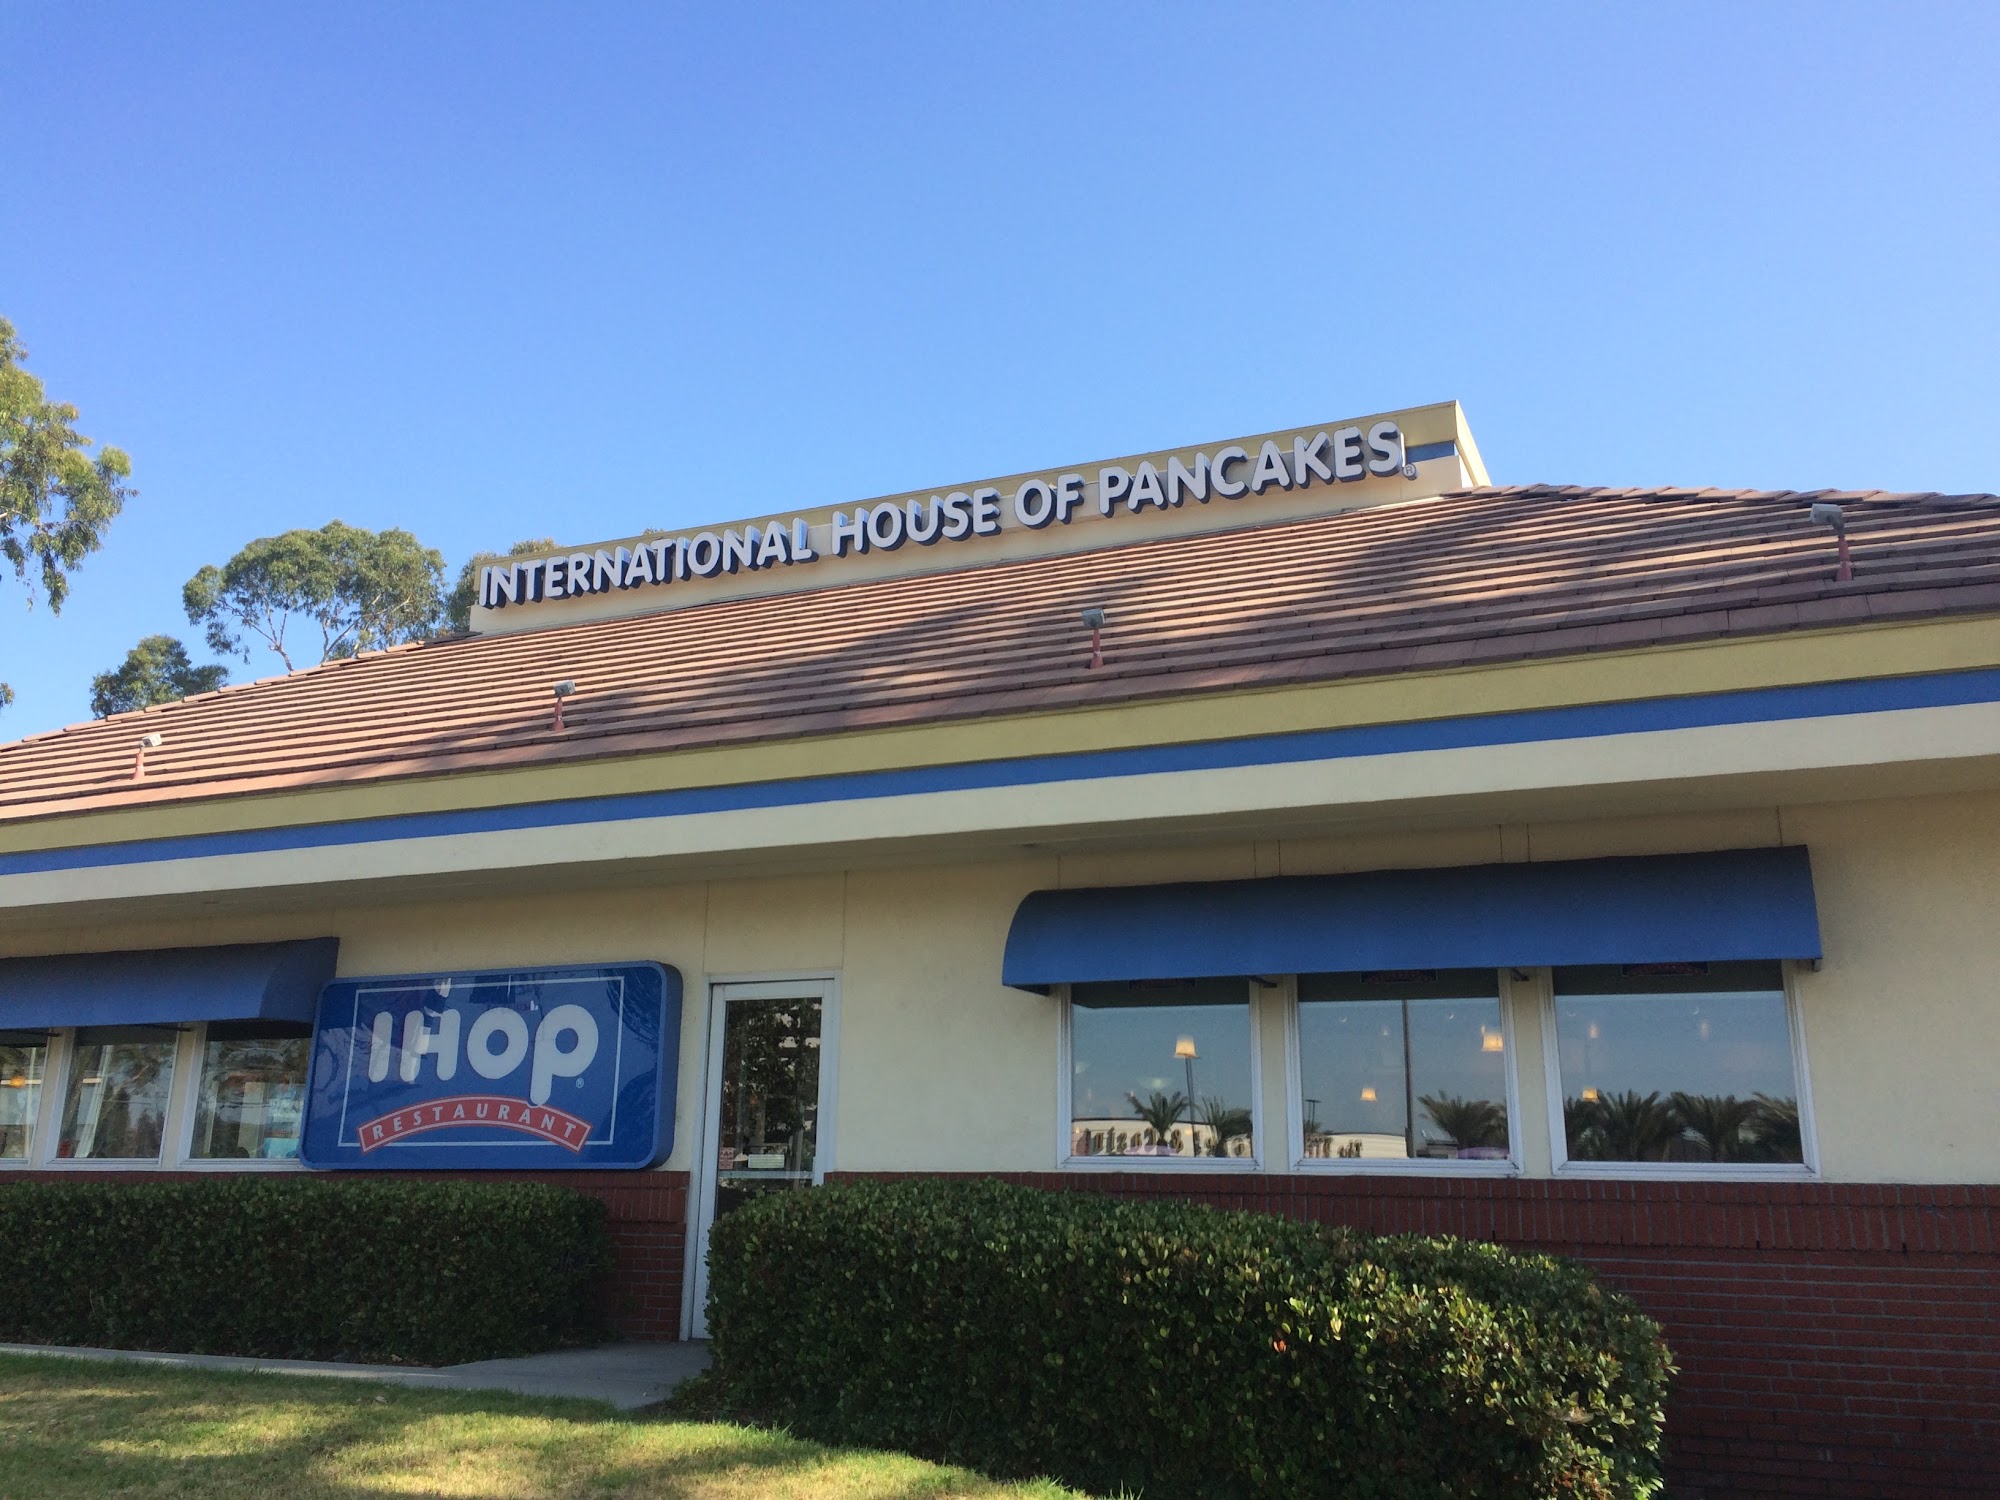 INTERNATIONAL HOUSE OF PANCAKES®
IHOP®
RESTAURANT